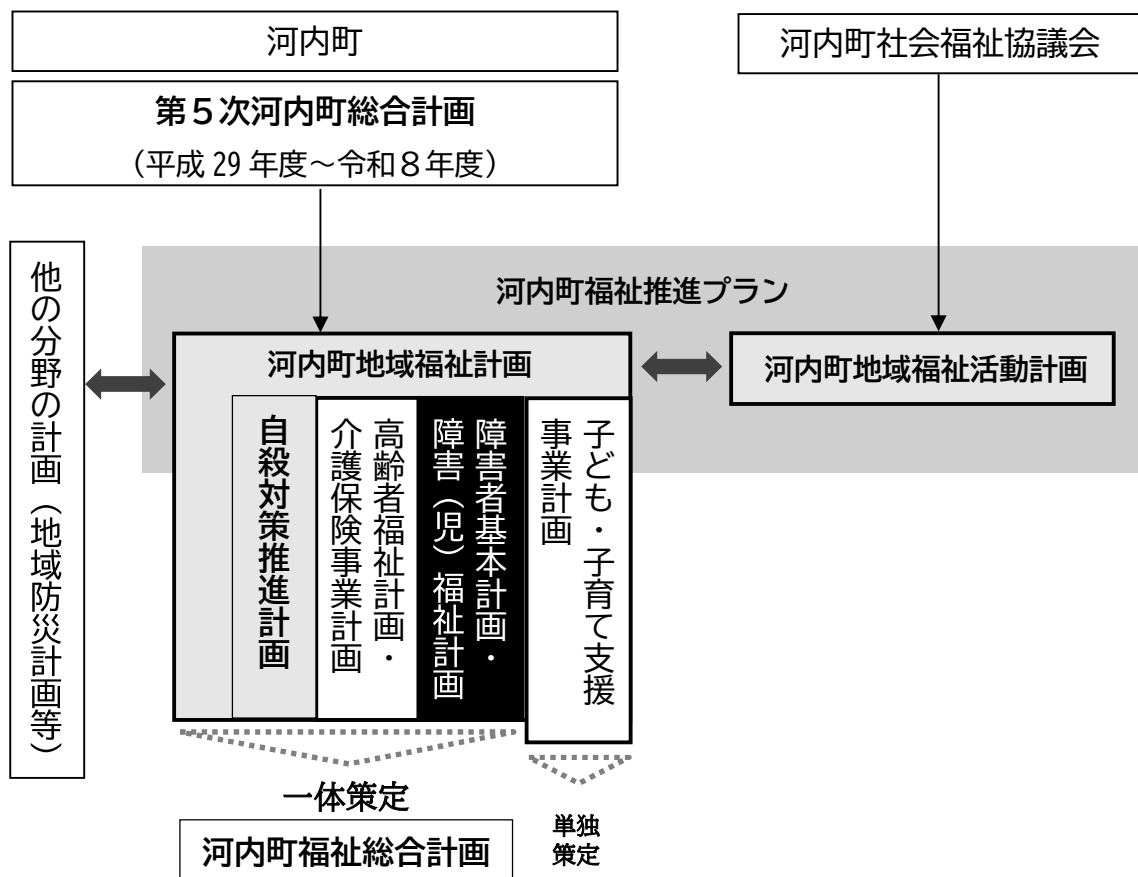 河内町
河内町社会福祉協議会
第５次河内町総合計画
（平成 29 年度～令和８年度）
他の分野の計画（地域防災計画等）
河内町福祉推進プラン
河内町地域福祉計画
河内町地域福祉活動計画
自殺対策推進計画
高齢者福祉計画・
介護保険事業計画
障害者基本計画・
障害（児）福祉計画
子ども・子育て支援
事業計画
一体策定
河内町福祉総合計画
単独
策定